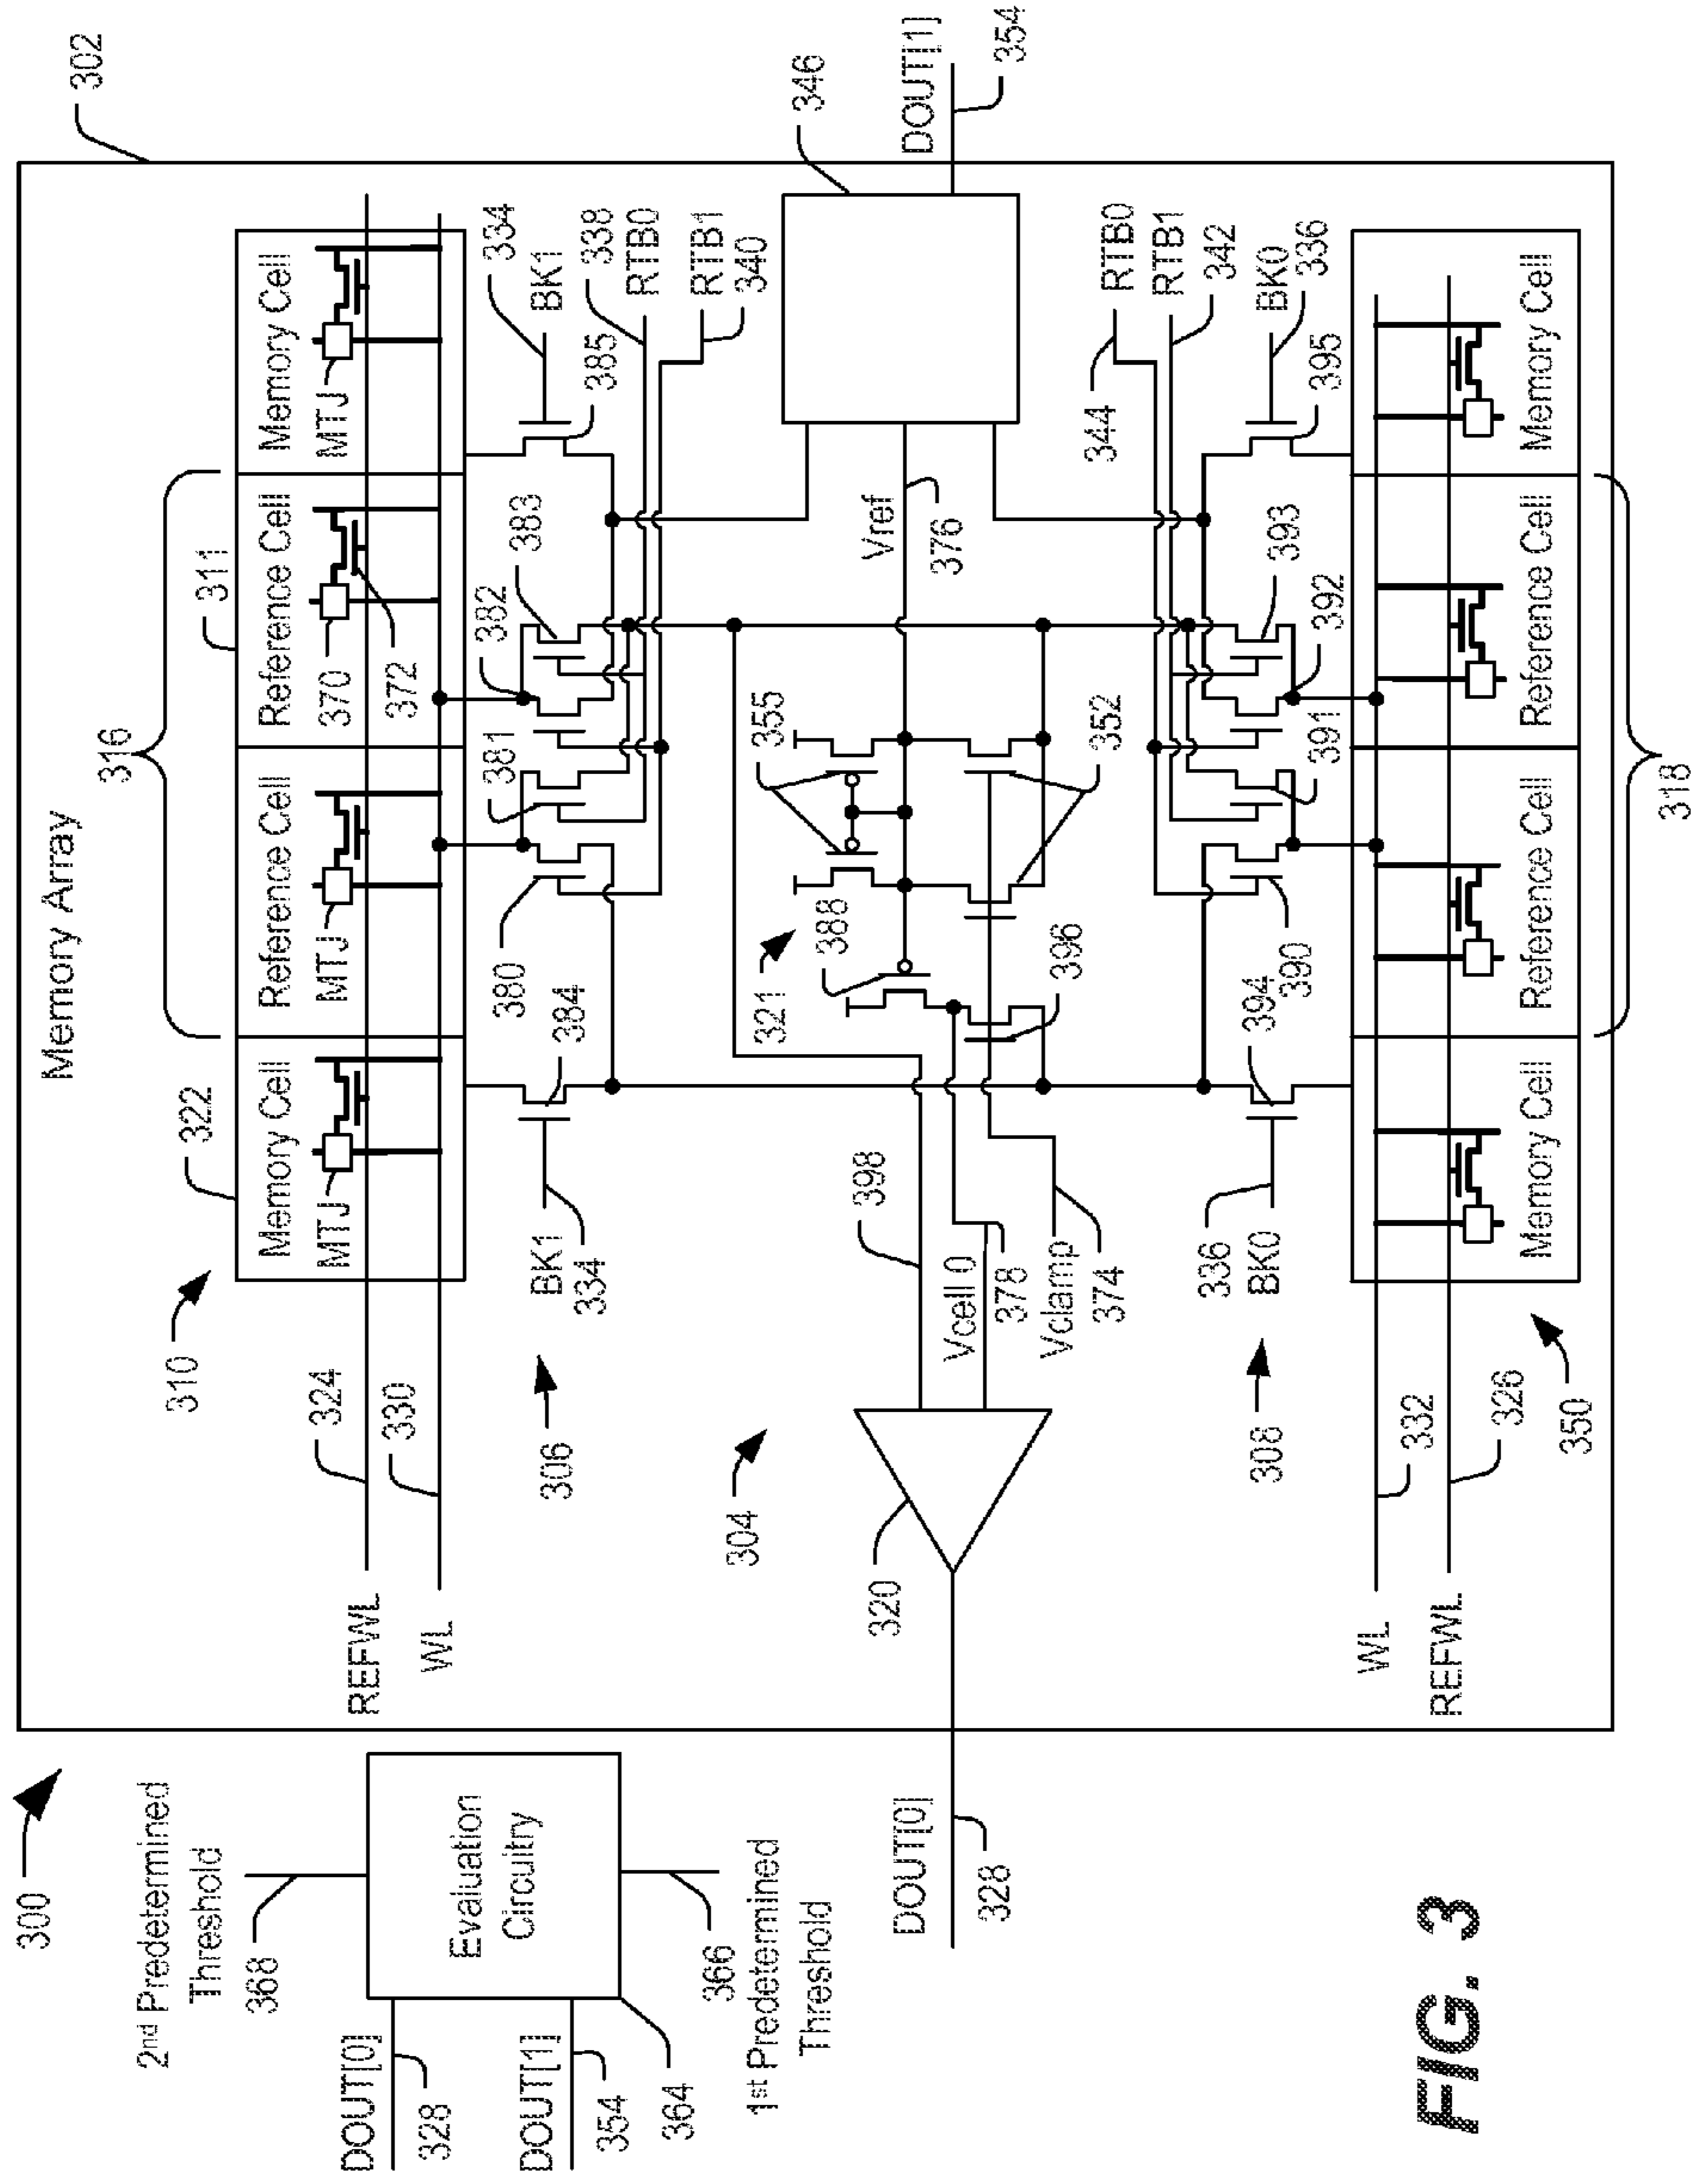 300
2nd Predetermined
Threshold
368
DOUT[0]
328
DOUT[1]
354
364
Evaluation
Circuitry
366
1st Predetermined
Threshold
Memory Array
302
310
322
316
311
Memory Cell
Reference Cell
Reference Cell
Memory Cell
MTJ
MTJ
370
372
MTJ
324
330
REFWL
WL
306
BK1
334
384
380
381
382
383
385
BK1
334
338
RTB0
RTB1
340
304
320
DOUT[0]
328
398
Vcell 0
378
Vclamp
374
321
388
396
355
352
Vref
376
346
DOUT[1]
354
308
336
BK0
394
390
391
392
393
395
344
RTB0
RTB1
342
BK0
336
WL
REFWL
332
326
350
Memory Cell
Reference Cell
Reference Cell
Memory Cell
318
FIG. 3